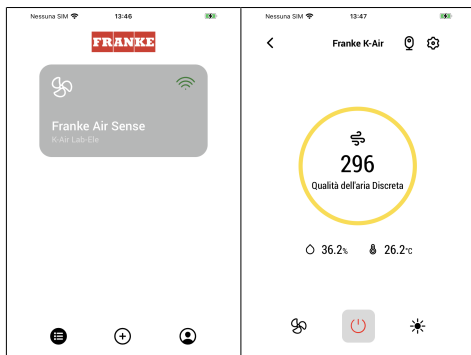 Nessuna SIM 13:46
FRANKE
Franke Air Sense
K-Air Lab-Ele
Nessuna SIM 13:47
Franke K-Air
296
Qualità dell'aria Discreta
36.2% 26.2°C